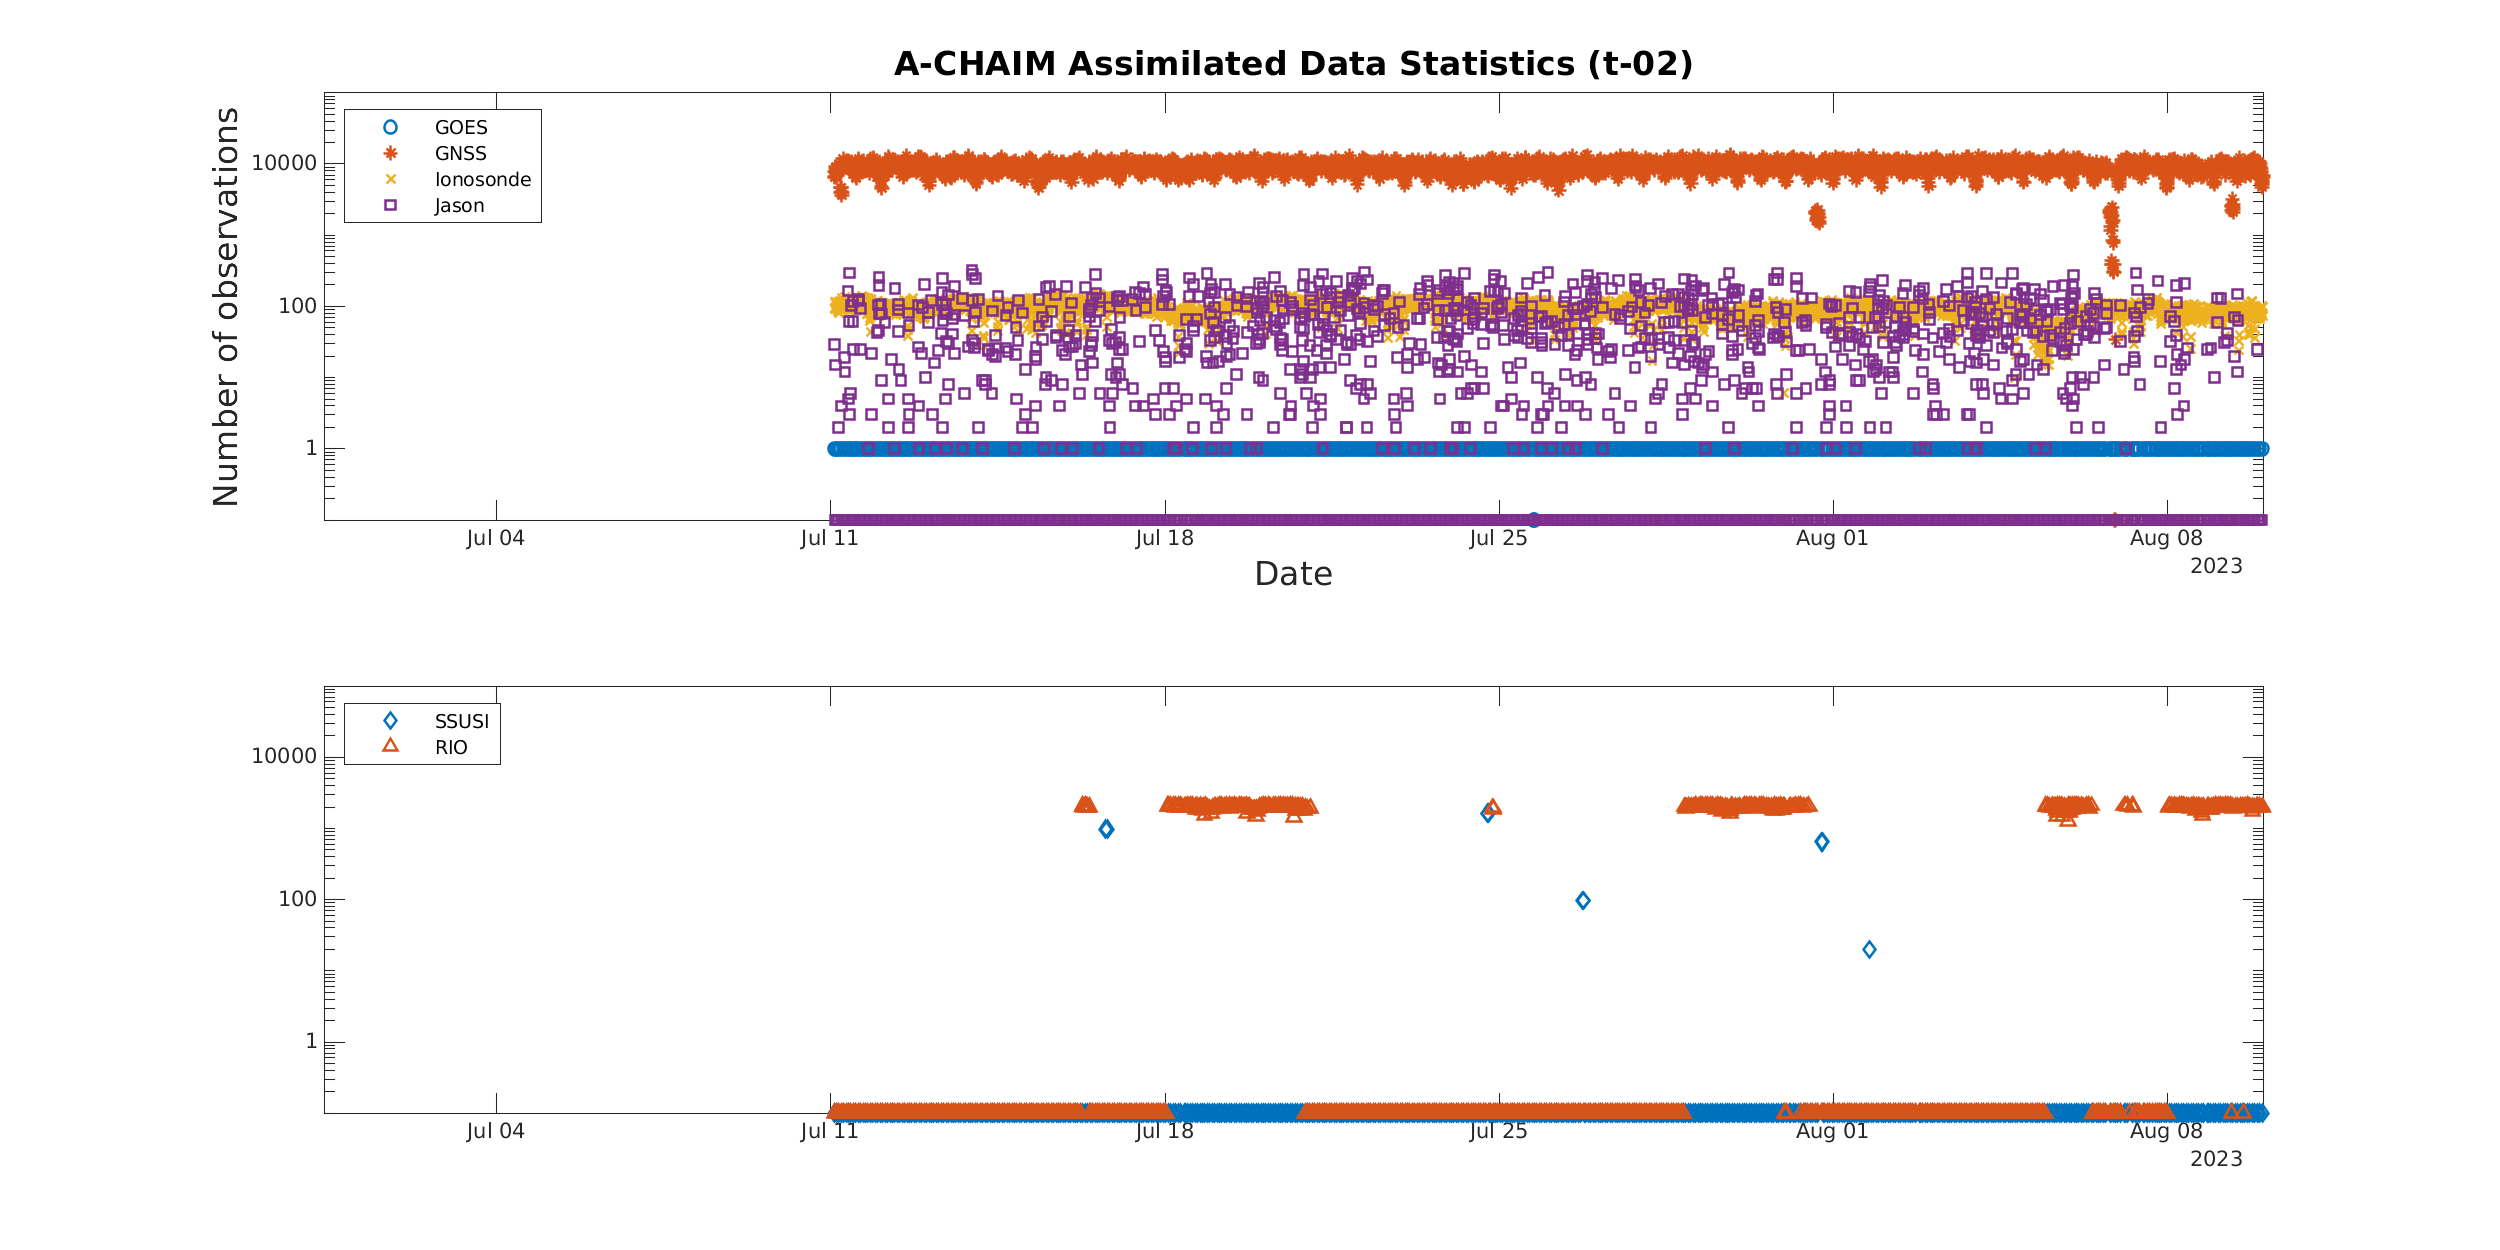 A-CHAIM Assimilated Data Statistics (t-02)
Number of observations
10000
100
1
GOES
GNSS
Ionosonde
Jason
Jul 04
Jul 11
Jul 18
Jul 25
Aug 01
Aug 08
2023
Date
10000
100
1
SSUSI
RIO
Jul 04
Jul 11
Jul 18
Jul 25
Aug 01
Aug 08
2023